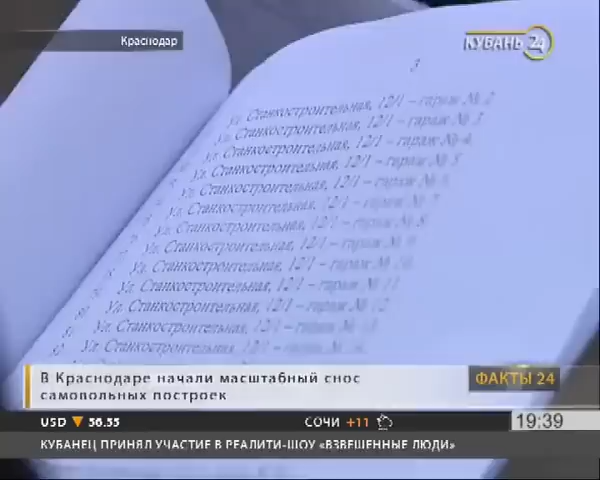 Краснодар
КУБАНЬ 24
3
Ул. Станкостроительная, 12/1 – гараж № 2
Ул. Станкостроительная, 12/1 – гараж № 3
Ул. Станкостроительная, 12/1 – гараж № 4
Ул. Станкостроительная, 12/1 – гараж № 5
Ул. Станкостроительная, 12/1 – гараж № 6
Ул. Станкостроительная, 12/1 – гараж № 7
Ул. Станкостроительная, 12/1 – гараж № 8
Ул. Станкостроительная, 12/1 – гараж № 9
Ул. Станкостроительная, 12/1 – гараж № 10
Ул. Станкостроительная, 12/1 – гараж № 11
Ул. Станкостроительная, 12/1 – гараж № 12
Ул. Станкостроительная, 12/1 – гараж №
Ул. Станкостроительная, 12/1 – гараж №
В Краснодаре начали масштабный снос
самовольных построек
ФАКТЫ 24
USD 56.55
СОЧИ +11
19:39
КУБАНЕЦ ПРИНЯЛ УЧАСТИЕ В РЕАЛИТИ-ШОУ «ВЗВЕШЕННЫЕ ЛЮДИ»